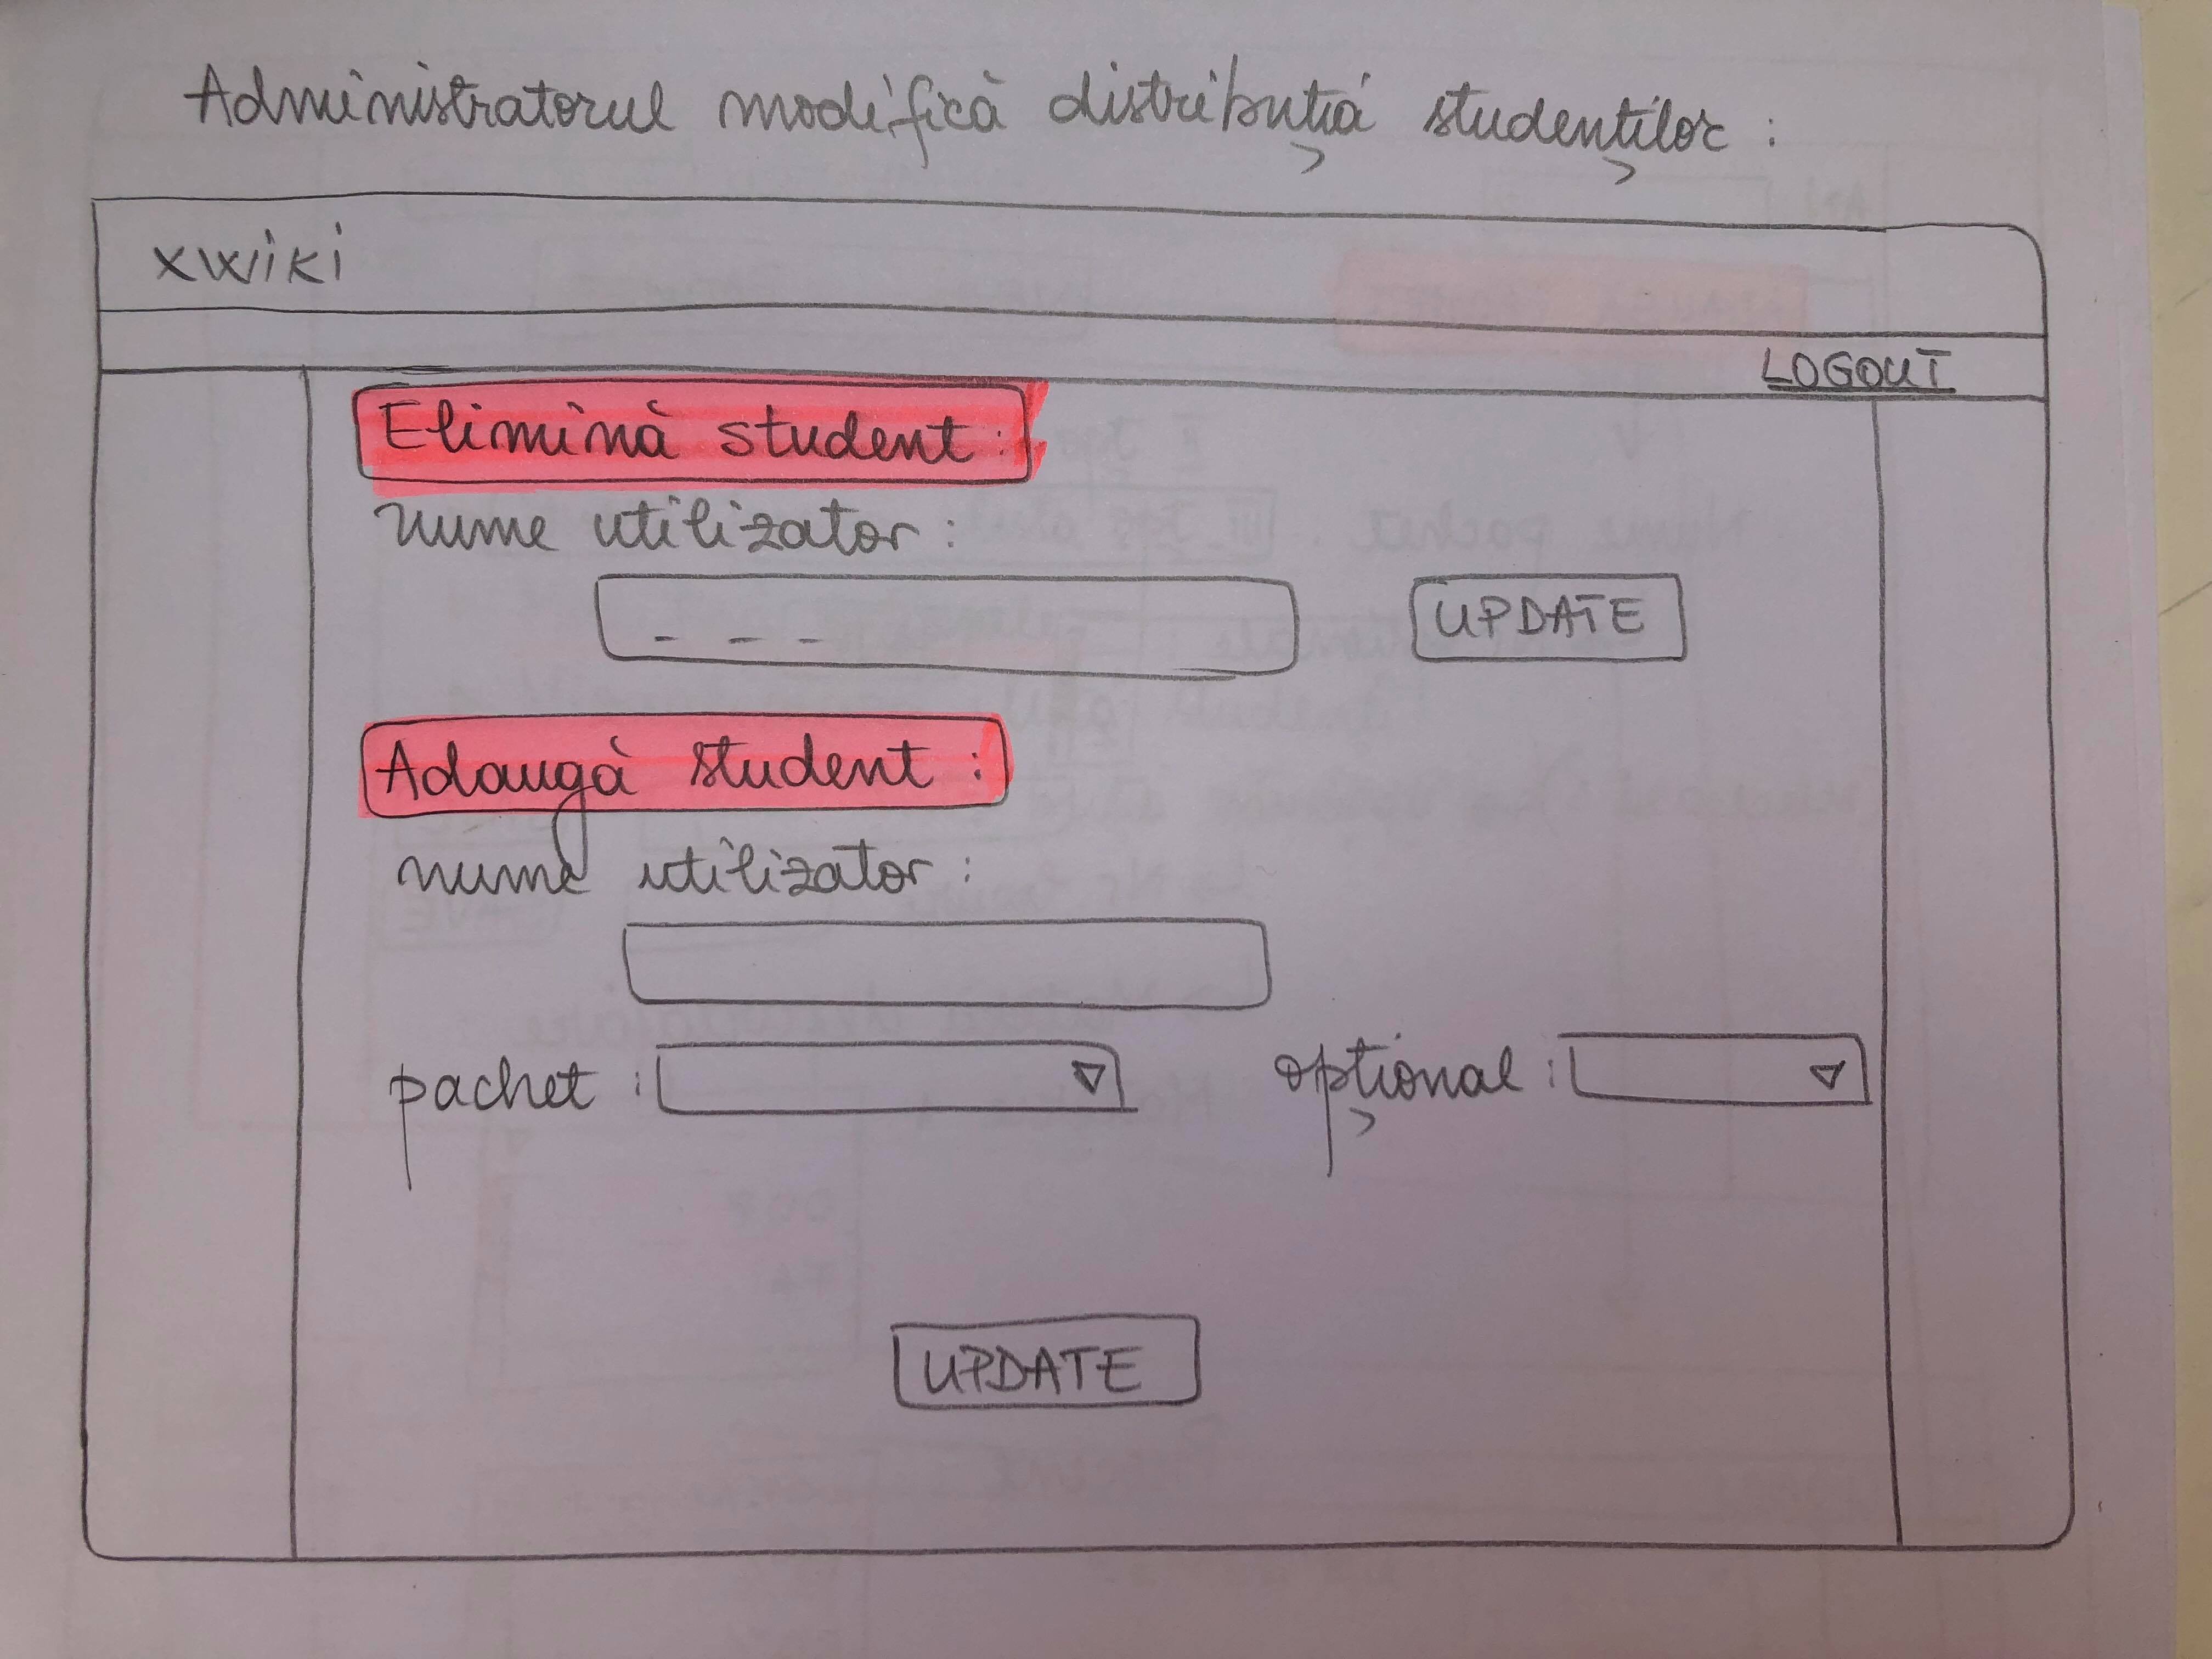 Administratorul modifică distribuția studenților :
xwiki
LOGOUT
Elimină student :
nume utilizator :
_ _ _
UPDATE
Adaugă student :
nume utilizator :
pachet :
opțional :
UPDATE